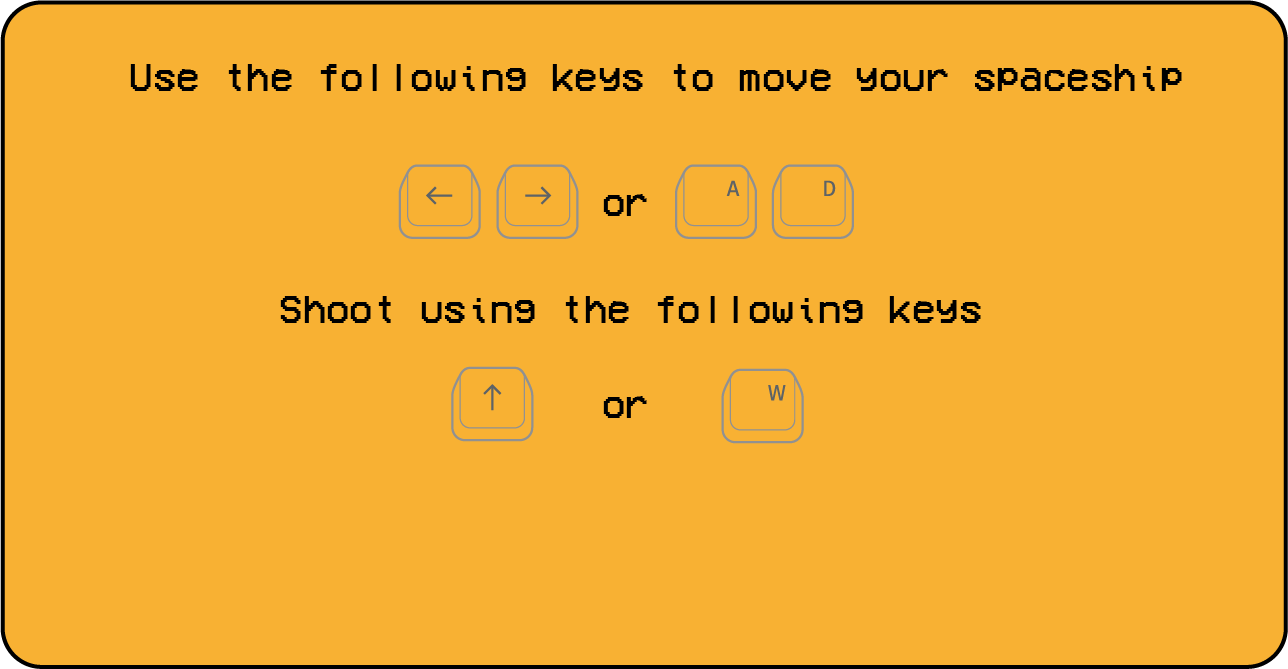 Use the following keys to move your spaceship
← → or A D
Shoot using the following keys
↑ or W